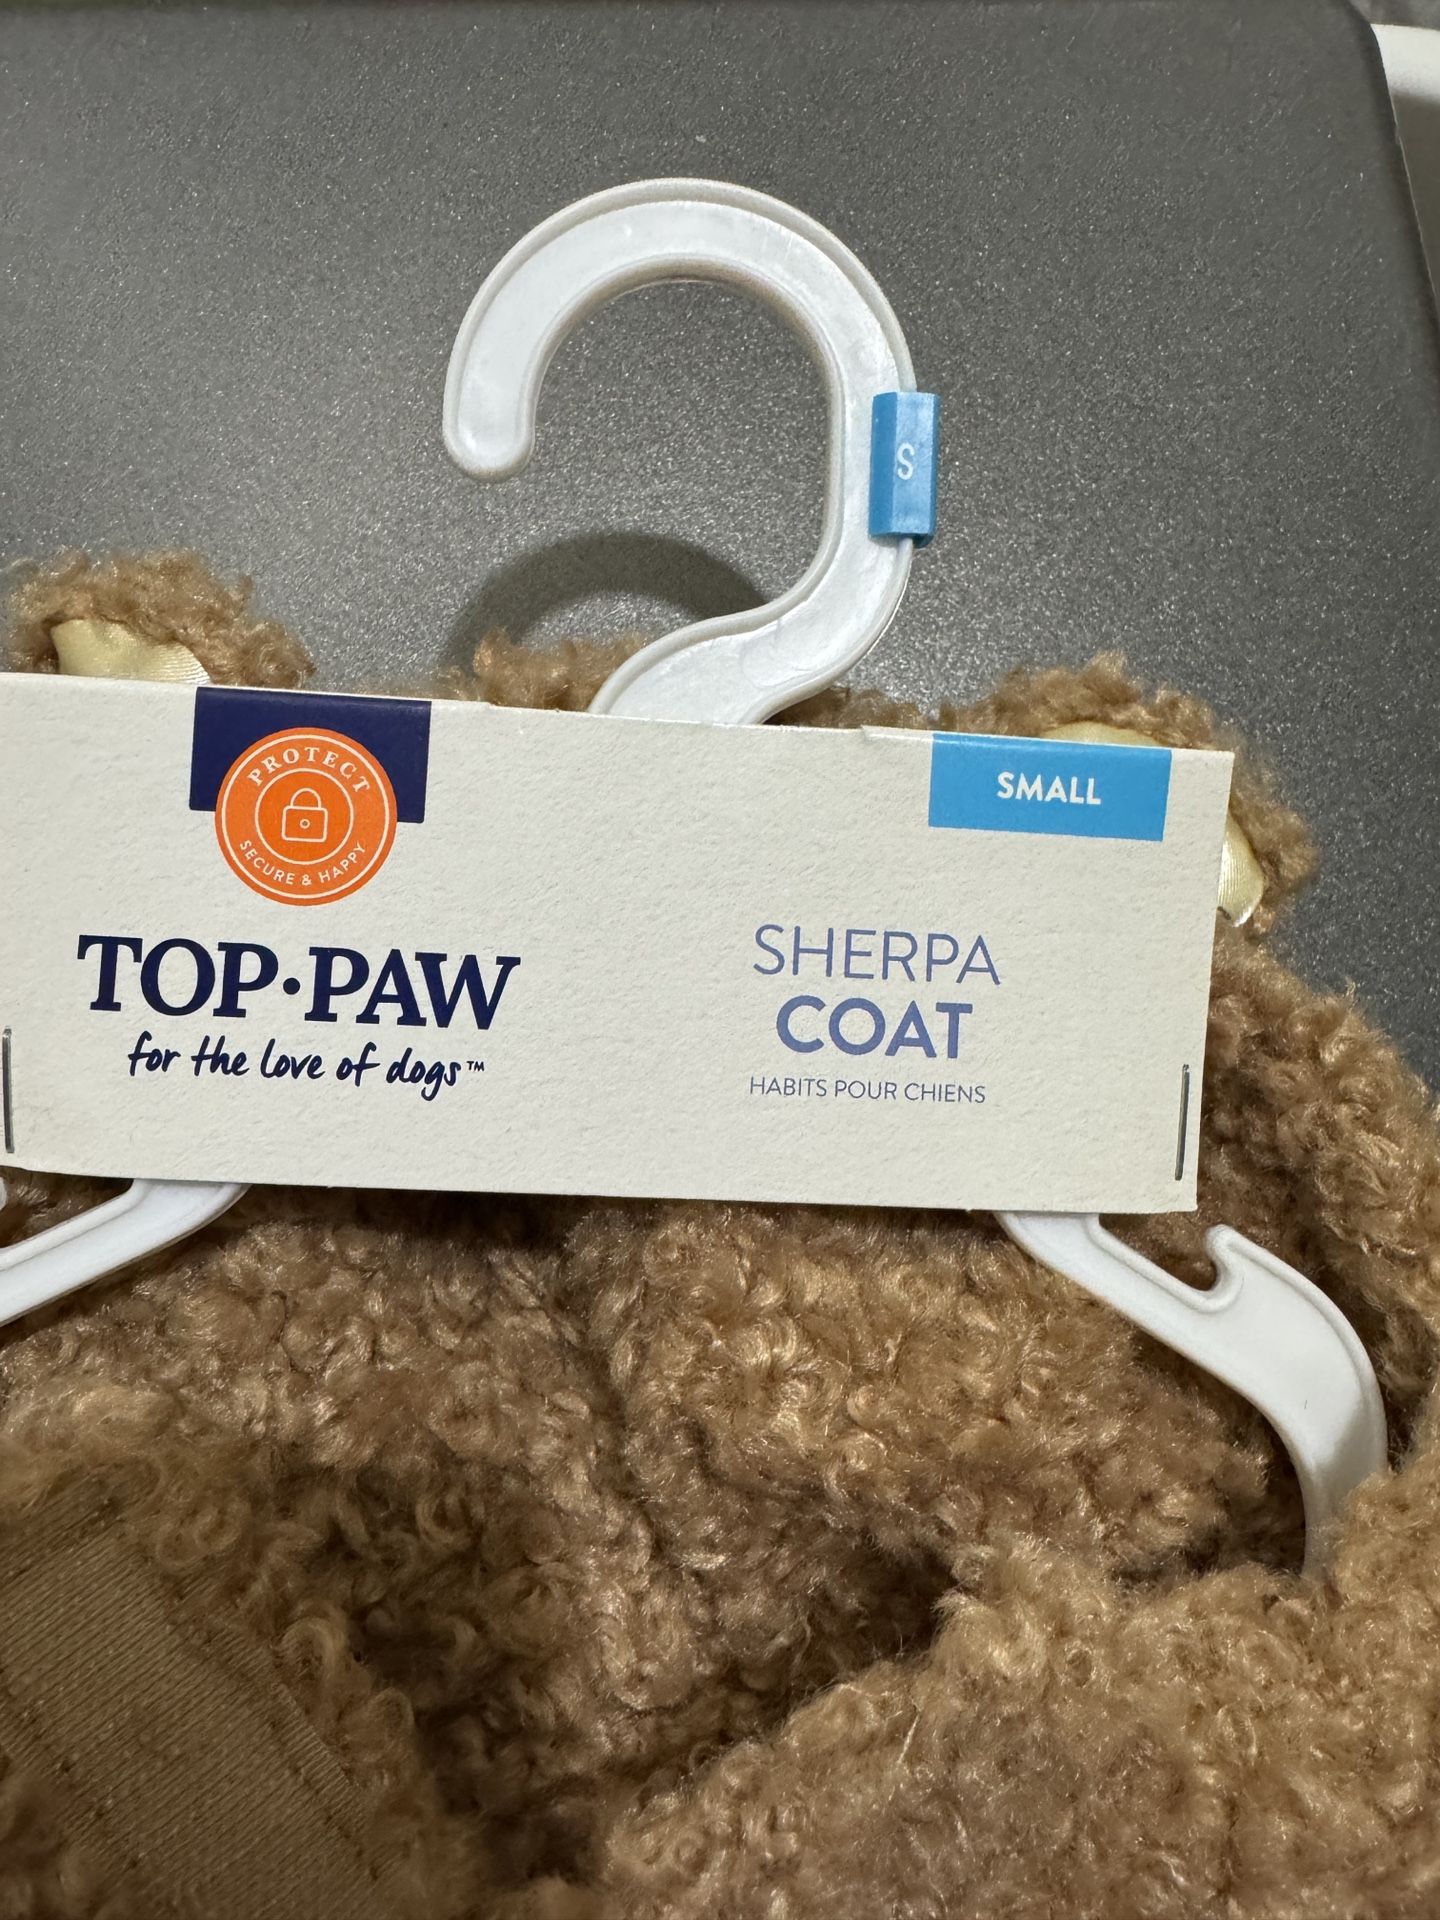 S
PROTECT
SECURE & HAPPY
SMALL
TOP•PAW
for the love of dogs™
SHERPA
COAT
HABITS POUR CHIENS